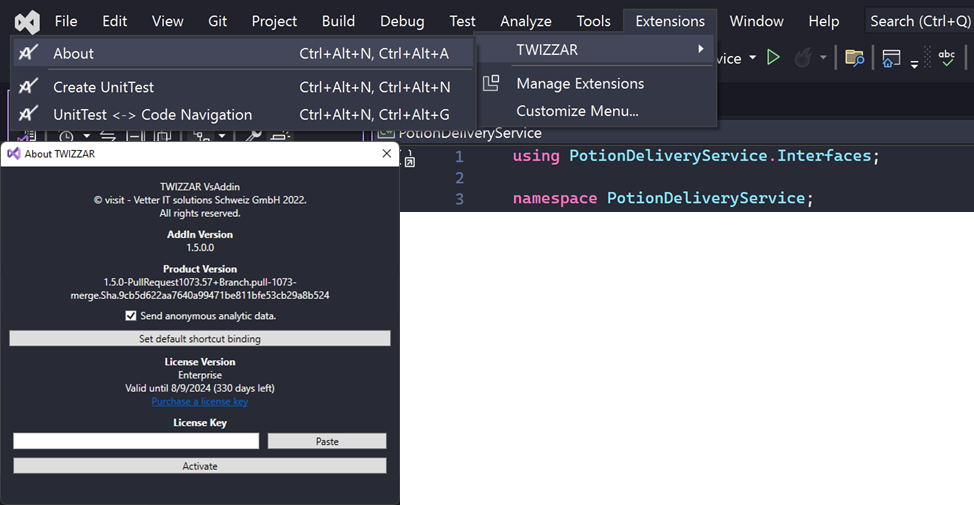 File Edit View Git Project Build Debug Test Analyze Tools Extensions Window Help Search (Ctrl+Q)
About Ctrl+Alt+N, Ctrl+Alt+A
Create UnitTest Ctrl+Alt+N, Ctrl+Alt+N
UnitTest <-> Code Navigation Ctrl+Alt+N, Ctrl+Alt+G
TWIZZAR
Manage Extensions
Customize Menu...
vice
abc
PotionDeliveryService
1 using PotionDeliveryService.Interfaces;
2
3 namespace PotionDeliveryService;
About TWIZZAR
TWIZZAR VsAddin
© vissit - Vetter IT solutions Schweiz GmbH 2022.
All rights reserved.
AddIn Version
1.5.0.0
Product Version
1.5.0-PullRequest1073.57+Branch.pull-1073-
merge.Sha.9cb5d622aa7640a99471be811bfe53cb29a8b524
Send anonymous analytic data.
Set default shortcut binding
License Version
Enterprise
Valid until 8/9/2024 (330 days left)
Purchase a license key
License Key
Paste
Activate